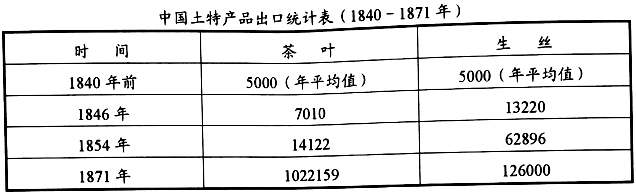 中国土特产品出口统计表(1840-1871年)
时 间 茶 叶 生 丝
1840年前 5000(年平均值) 5000(年平均值)
1846年 7010 13220
1854年 14122 62896
1871年 1022159 126000